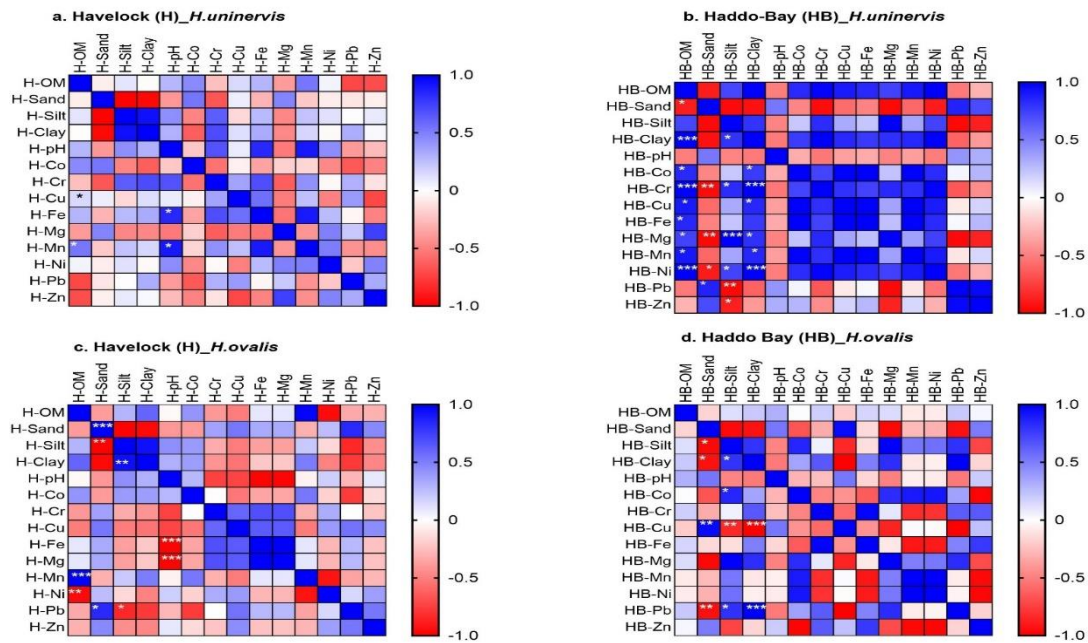 a. Havelock (H)_H.uninervis
H-OM H-Sand H-Silt H-Clay H-pH H-Co H-Cr H-Cu H-Fe H-Mg H-Mn H-Ni H-Pb H-Zn
H-OM
H-Sand
H-Silt
H-Clay
H-pH
H-Co
H-Cr
H-Cu *
H-Fe *
H-Mg
H-Mn * *
H-Ni
H-Pb
H-Zn
1.0
0.5
0
-0.5
-1.0
b. Haddo-Bay (HB)_H.uninervis
HB-OM HB-Sand HB-Silt HB-Clay HB-pH HB-Co HB-Cr HB-Cu HB-Fe HB-Mg HB-Mn HB-Ni HB-Pb HB-Zn
HB-OM
HB-Sand *
HB-Silt
HB-Clay *** *
HB-pH
HB-Co * *
HB-Cr *** ** * ***
HB-Cu * *
HB-Fe *
HB-Mg * ** *** *
HB-Mn * *
HB-Ni *** * * ***
HB-Pb * **
HB-Zn *
1.0
0.5
0
-0.5
-1.0
c. Havelock (H)_H.ovalis
H-OM H-Sand H-Silt H-Clay H-pH H-Co H-Cr H-Cu H-Fe H-Mg H-Mn H-Ni H-Pb H-Zn
H-OM
H-Sand ***
H-Silt **
H-Clay **
H-pH
H-Co
H-Cr
H-Cu
H-Fe ***
H-Mg ***
H-Mn ***
H-Ni **
H-Pb * *
H-Zn
1.0
0.5
0
-0.5
-1.0
d. Haddo Bay (HB)_H.ovalis
HB-OM HB-Sand HB-Silt HB-Clay HB-pH HB-Co HB-Cr HB-Cu HB-Fe HB-Mg HB-Mn HB-Ni HB-Pb HB-Zn
HB-OM
HB-Sand
HB-Silt *
HB-Clay * *
HB-pH
HB-Co *
HB-Cr
HB-Cu ** ** ***
HB-Fe
HB-Mg
HB-Mn
HB-Ni
HB-Pb ** * ***
HB-Zn
1.0
0.5
0
-0.5
-1.0